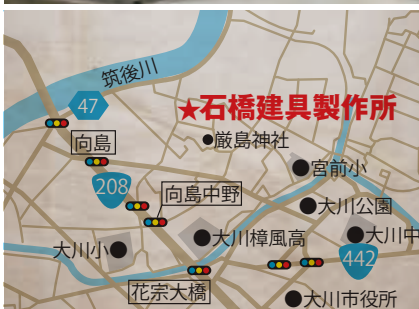 筑後川
47
★石橋建具製作所
向島
厳島神社
宮前小
208
向島中野
大川公園
大川小
大川樟風高
大川中
442
花宗大橋
大川市役所